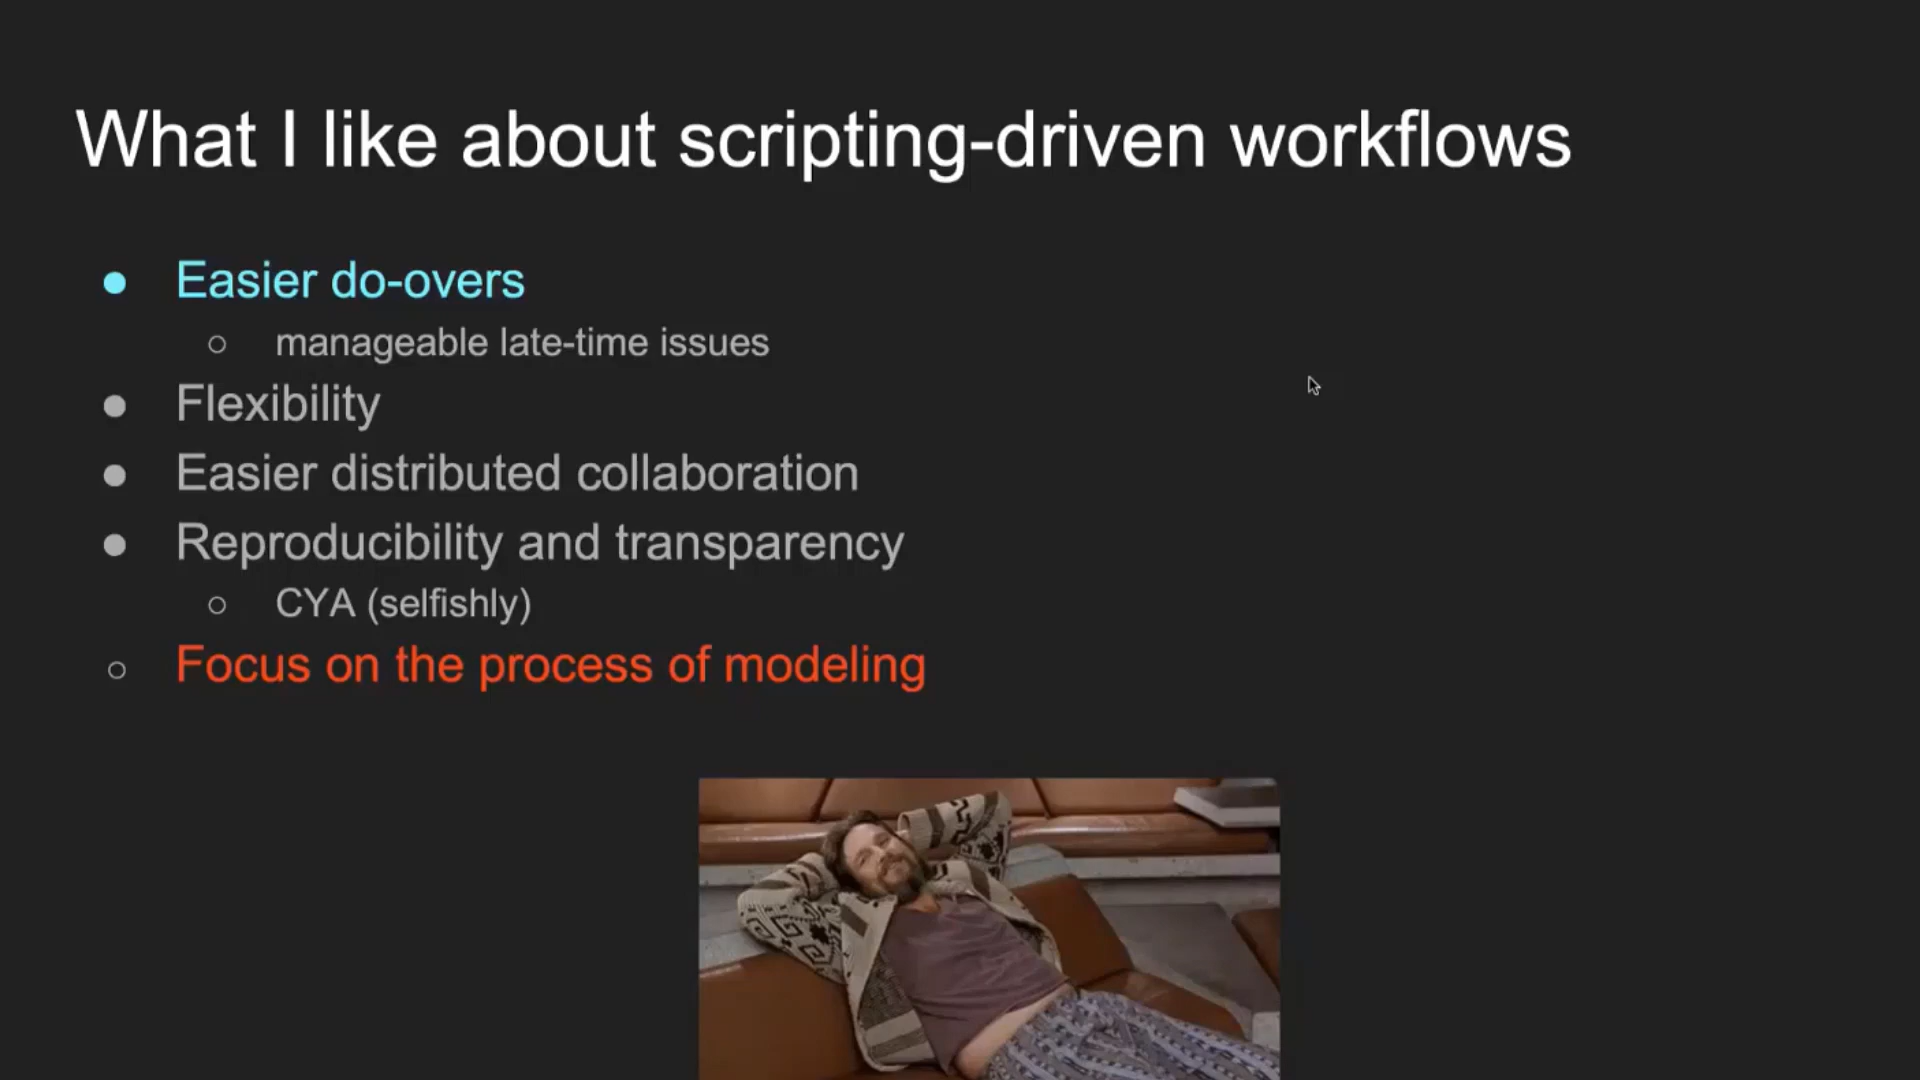 What I like about scripting-driven workflows
Easier do-overs
manageable late-time issues
Flexibility
Easier distributed collaboration
Reproducibility and transparency
CYA (selfishly)
Focus on the process of modeling